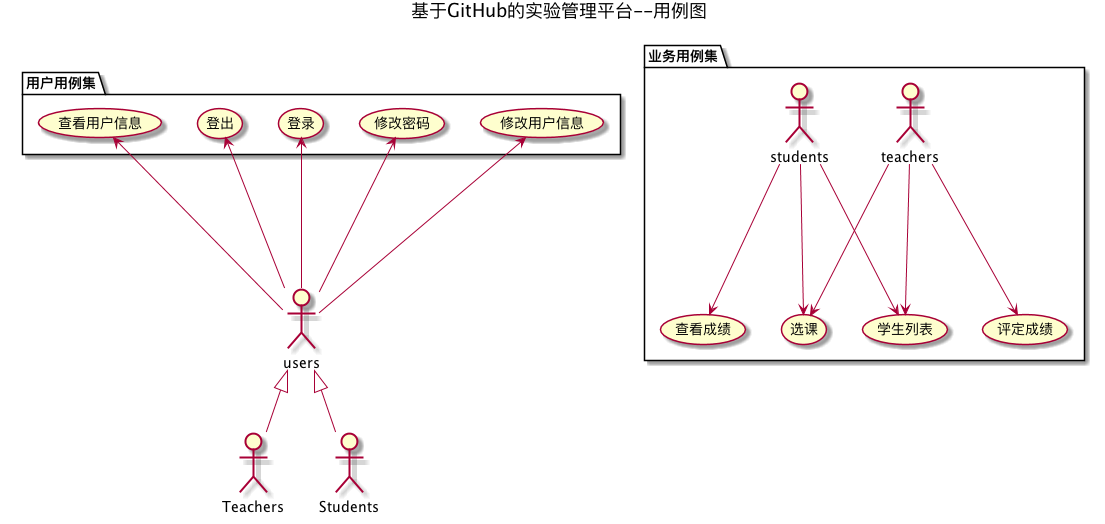 基于GitHub的实验管理平台--用例图
用户用例集
查看用户信息
登出
登录
修改密码
修改用户信息
users
Teachers
Students
业务用例集
students
teachers
查看成绩
选课
学生列表
评定成绩